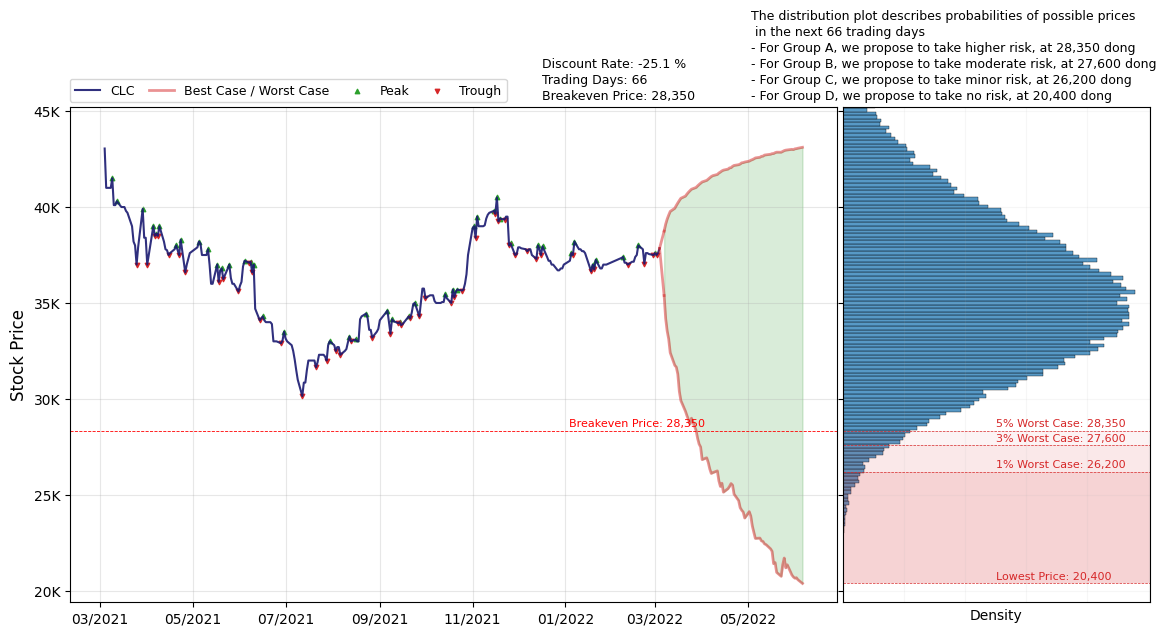 The distribution plot describes probabilities of possible prices
in the next 66 trading days
- For Group A, we propose to take higher risk, at 28,350 dong
- For Group B, we propose to take moderate risk, at 27,600 dong
- For Group C, we propose to take minor risk, at 26,200 dong
- For Group D, we propose to take no risk, at 20,400 dong
Discount Rate: -25.1 %
Trading Days: 66
Breakeven Price: 28,350
CLC
Best Case / Worst Case
Peak
Trough
45K
40K
35K
30K
25K
20K
Stock Price
Breakeven Price: 28,350
5% Worst Case: 28,350
3% Worst Case: 27,600
1% Worst Case: 26,200
Lowest Price: 20,400
03/2021
05/2021
07/2021
09/2021
11/2021
01/2022
03/2022
05/2022
Density